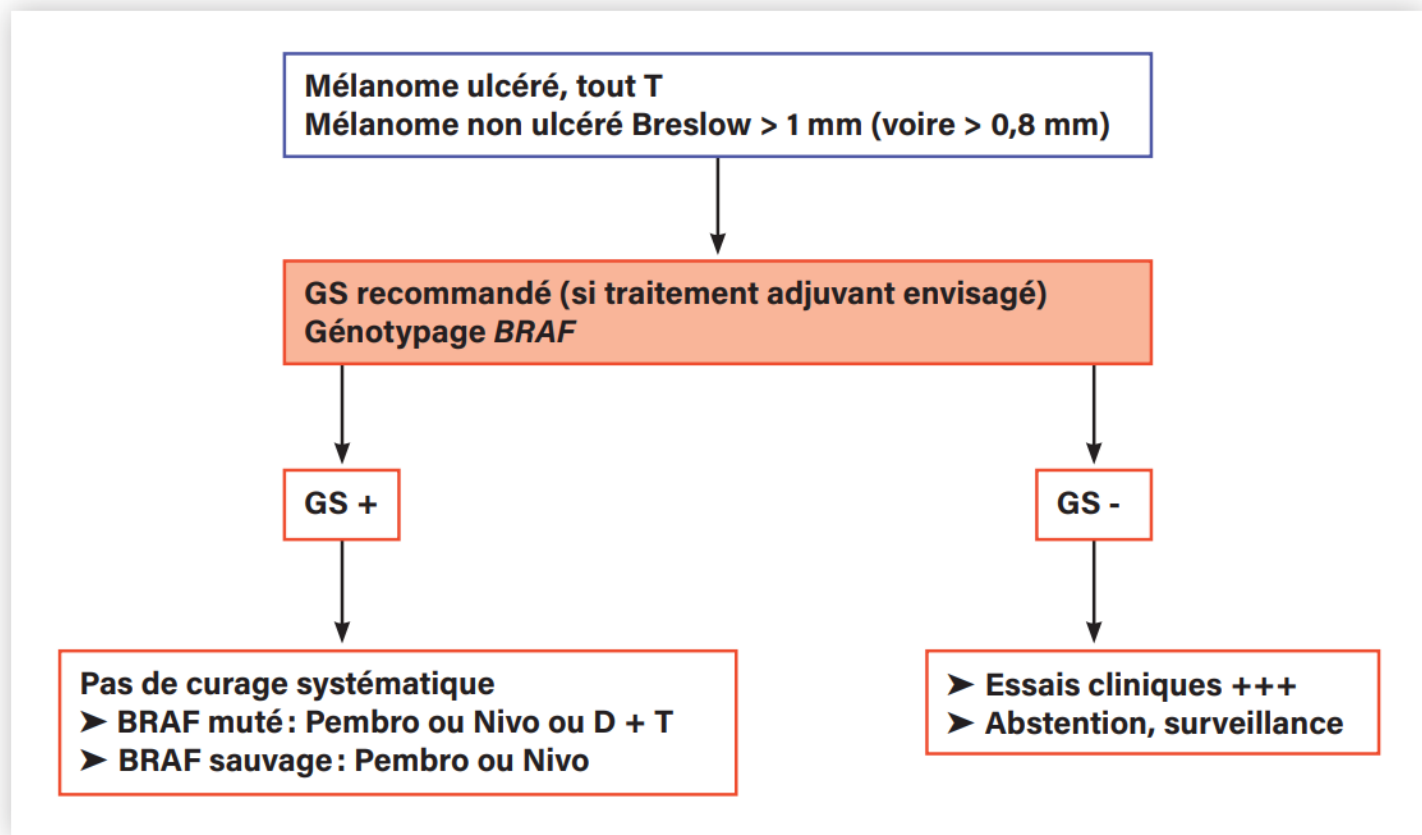 Mélanome ulcéré, tout T
Mélanome non ulcéré Breslow > 1 mm (voire > 0,8 mm)
GS recommandé (si traitement adjuvant envisagé)
Génotypage BRAF
GS +
GS -
Pas de curage systématique
➤ BRAF muté : Pembro ou Nivo ou D + T
➤ BRAF sauvage : Pembro ou Nivo
➤ Essais cliniques +++
➤ Abstention, surveillance